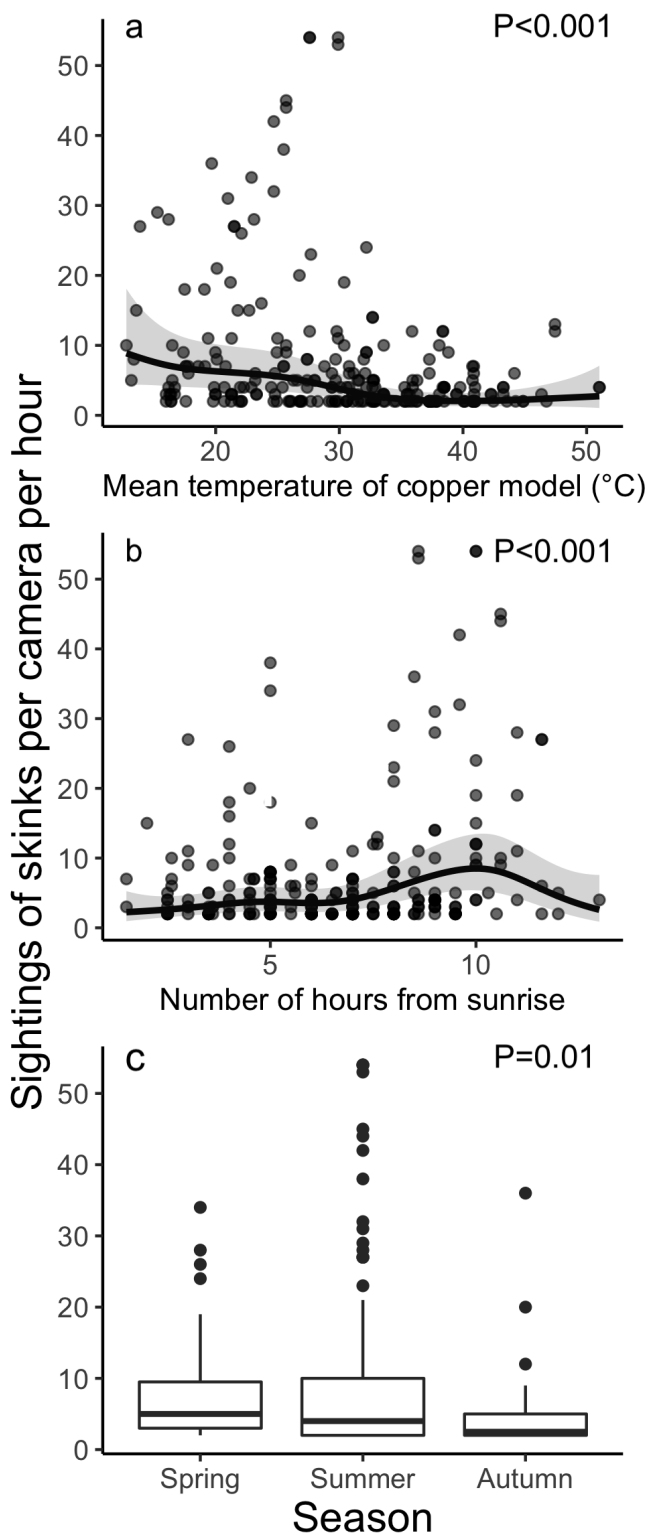 Sightings of skinks per camera per hour
a
P<0.001
50
40
30
20
10
0
20 30 40 50
Mean temperature of copper model (°C)
b
P<0.001
50
40
30
20
10
0
5 10
Number of hours from sunrise
c
P=0.01
50
40
30
20
10
0
Spring Summer Autumn
Season